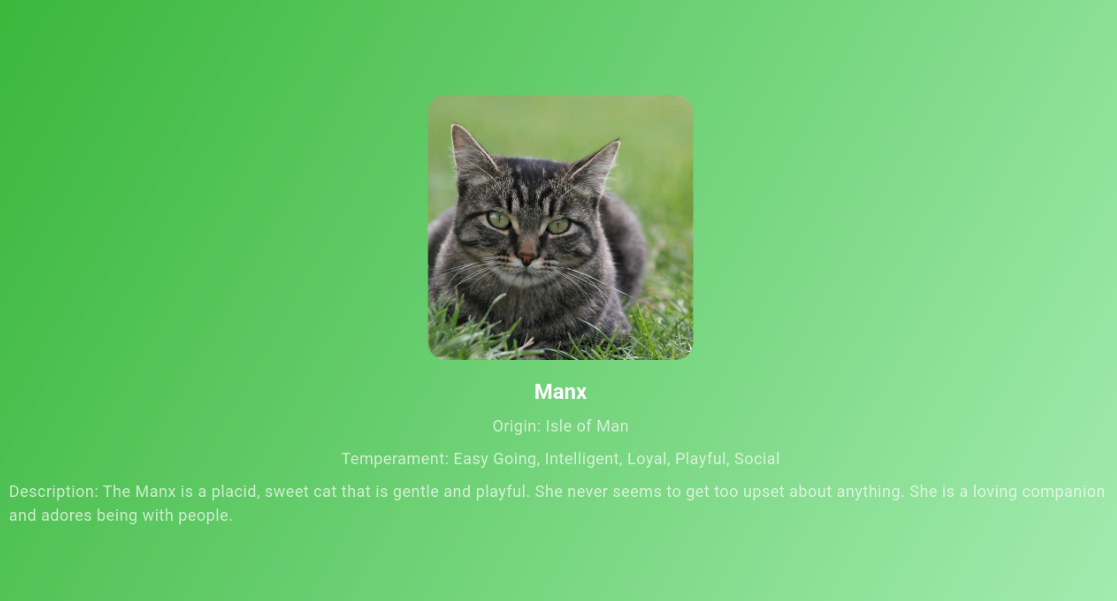 Manx
Origin: Isle of Man
Temperament: Easy Going, Intelligent, Loyal, Playful, Social
Description: The Manx is a placid, sweet cat that is gentle and playful. She never seems to get too upset about anything. She is a loving companion
and adores being with people.